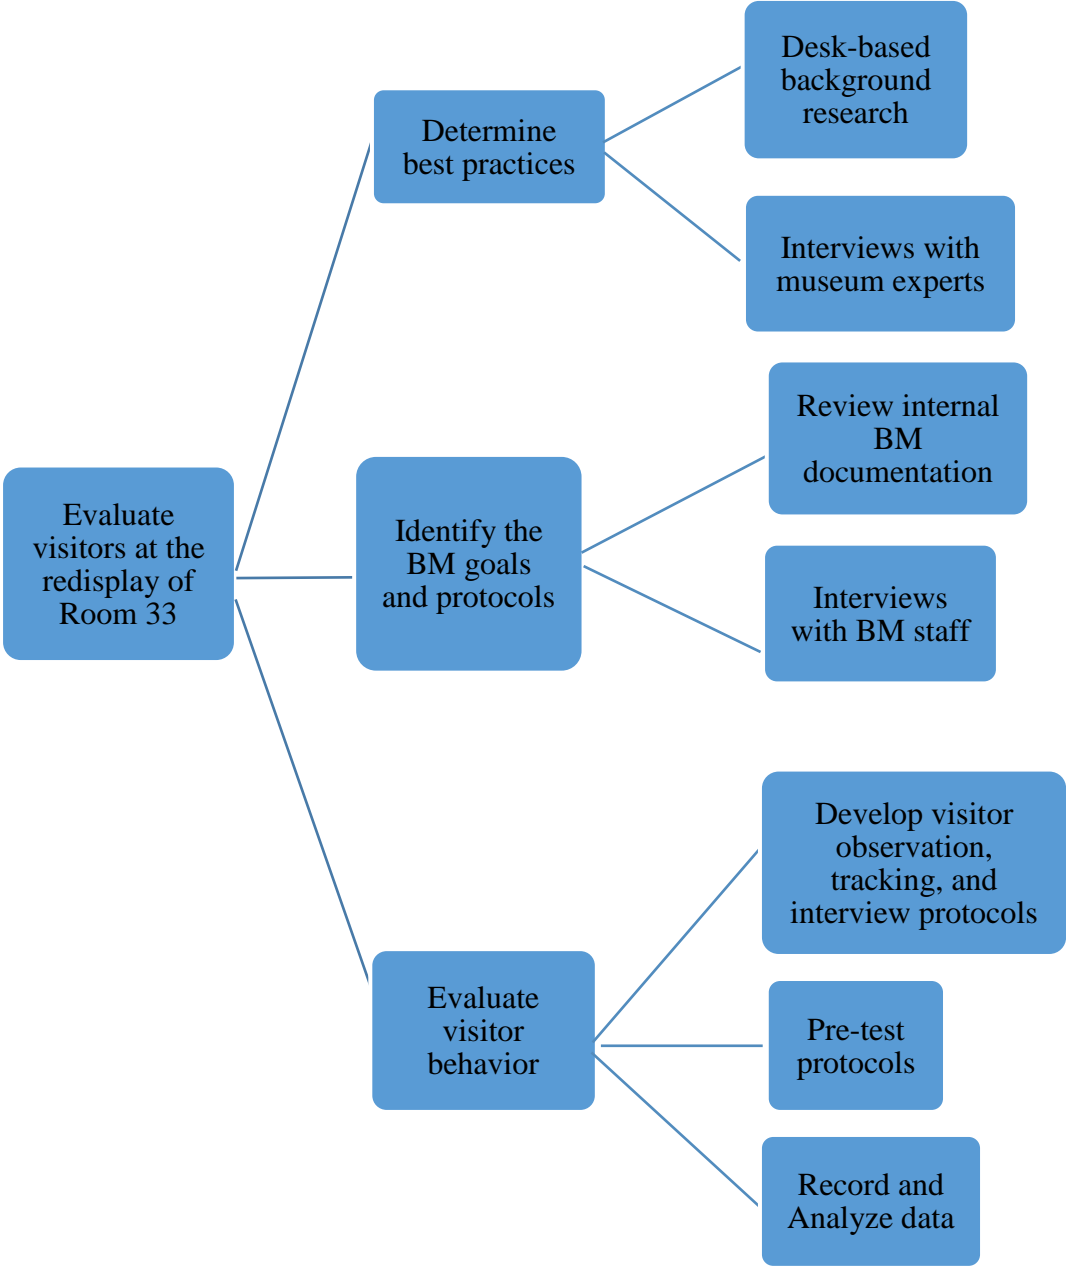 Evaluate
visitors at the
redisplay of
Room 33
Determine
best practices
Desk-based
background
research
Interviews with
museum experts
Identify the
BM goals
and protocols
Review internal
BM
documentation
Interviews
with BM staff
Evaluate
visitor
behavior
Develop visitor
observation,
tracking, and
interview protocols
Pre-test
protocols
Record and
Analyze data